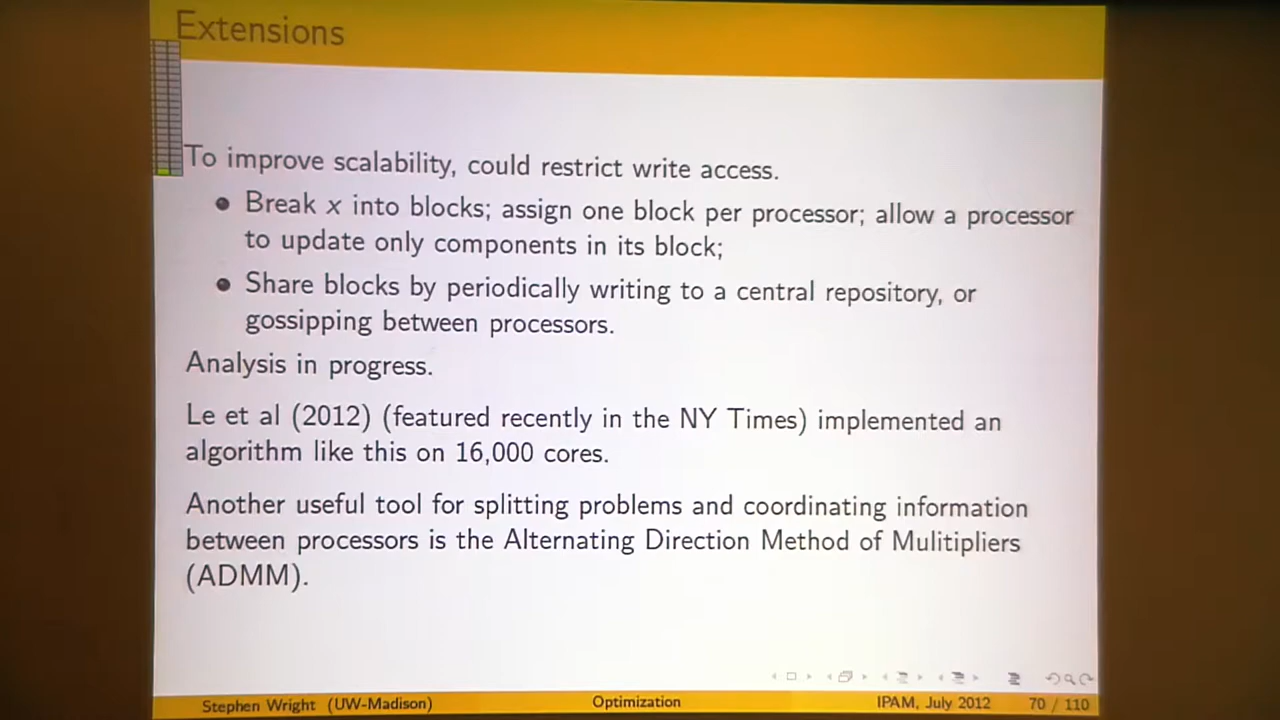 Extensions
To improve scalability, could restrict write access.
Break x into blocks; assign one block per processor; allow a processor
to update only components in its block;
Share blocks by periodically writing to a central repository, or
gossipping between processors.
Analysis in progress.
Le et al (2012) (featured recently in the NY Times) implemented an
algorithm like this on 16,000 cores.
Another useful tool for splitting problems and coordinating information
between processors is the Alternating Direction Method of Mulitipliers
(ADMM).
Stephen Wright (UW-Madison) Optimization IPAM, July 2012 70 / 110